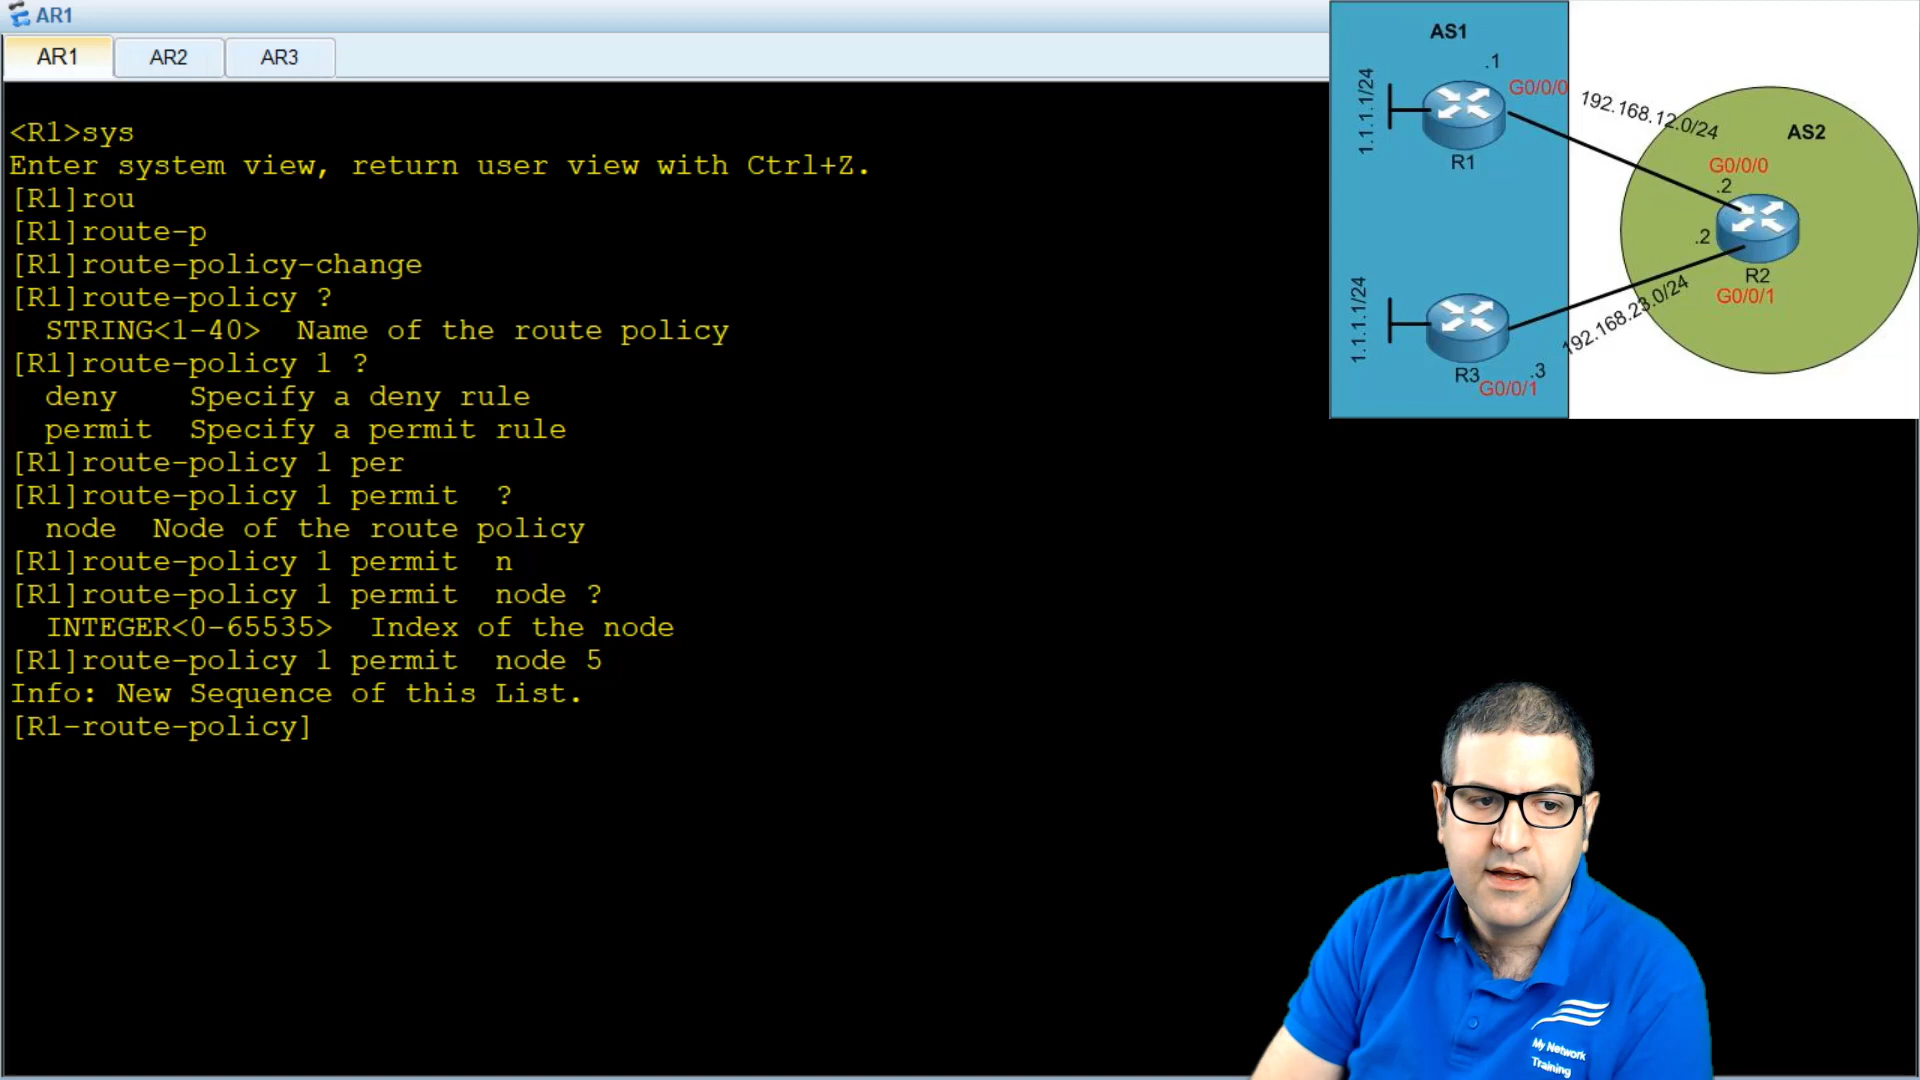 AR1
AR1 AR2 AR3
<R1>sys
Enter system view, return user view with Ctrl+Z.
[R1]rou
[R1]route-p
[R1]route-policy-change
[R1]route-policy ?
STRING<1-40> Name of the route policy
[R1]route-policy 1 ?
deny Specify a deny rule
permit Specify a permit rule
[R1]route-policy 1 per
[R1]route-policy 1 permit ?
node Node of the route policy
[R1]route-policy 1 permit n
[R1]route-policy 1 permit node ?
INTEGER<0-65535> Index of the node
[R1]route-policy 1 permit node 5
Info: New Sequence of this List.
[R1-route-policy]
AS1
.1
G0/0/0
1.1.1.1/24
R1
192.168.12.0/24
AS2
G0/0/0
.2
.2
R2
G0/0/1
192.168.23.0/24
1.1.1.1/24
R3
.3
G0/0/1
My Network
Training